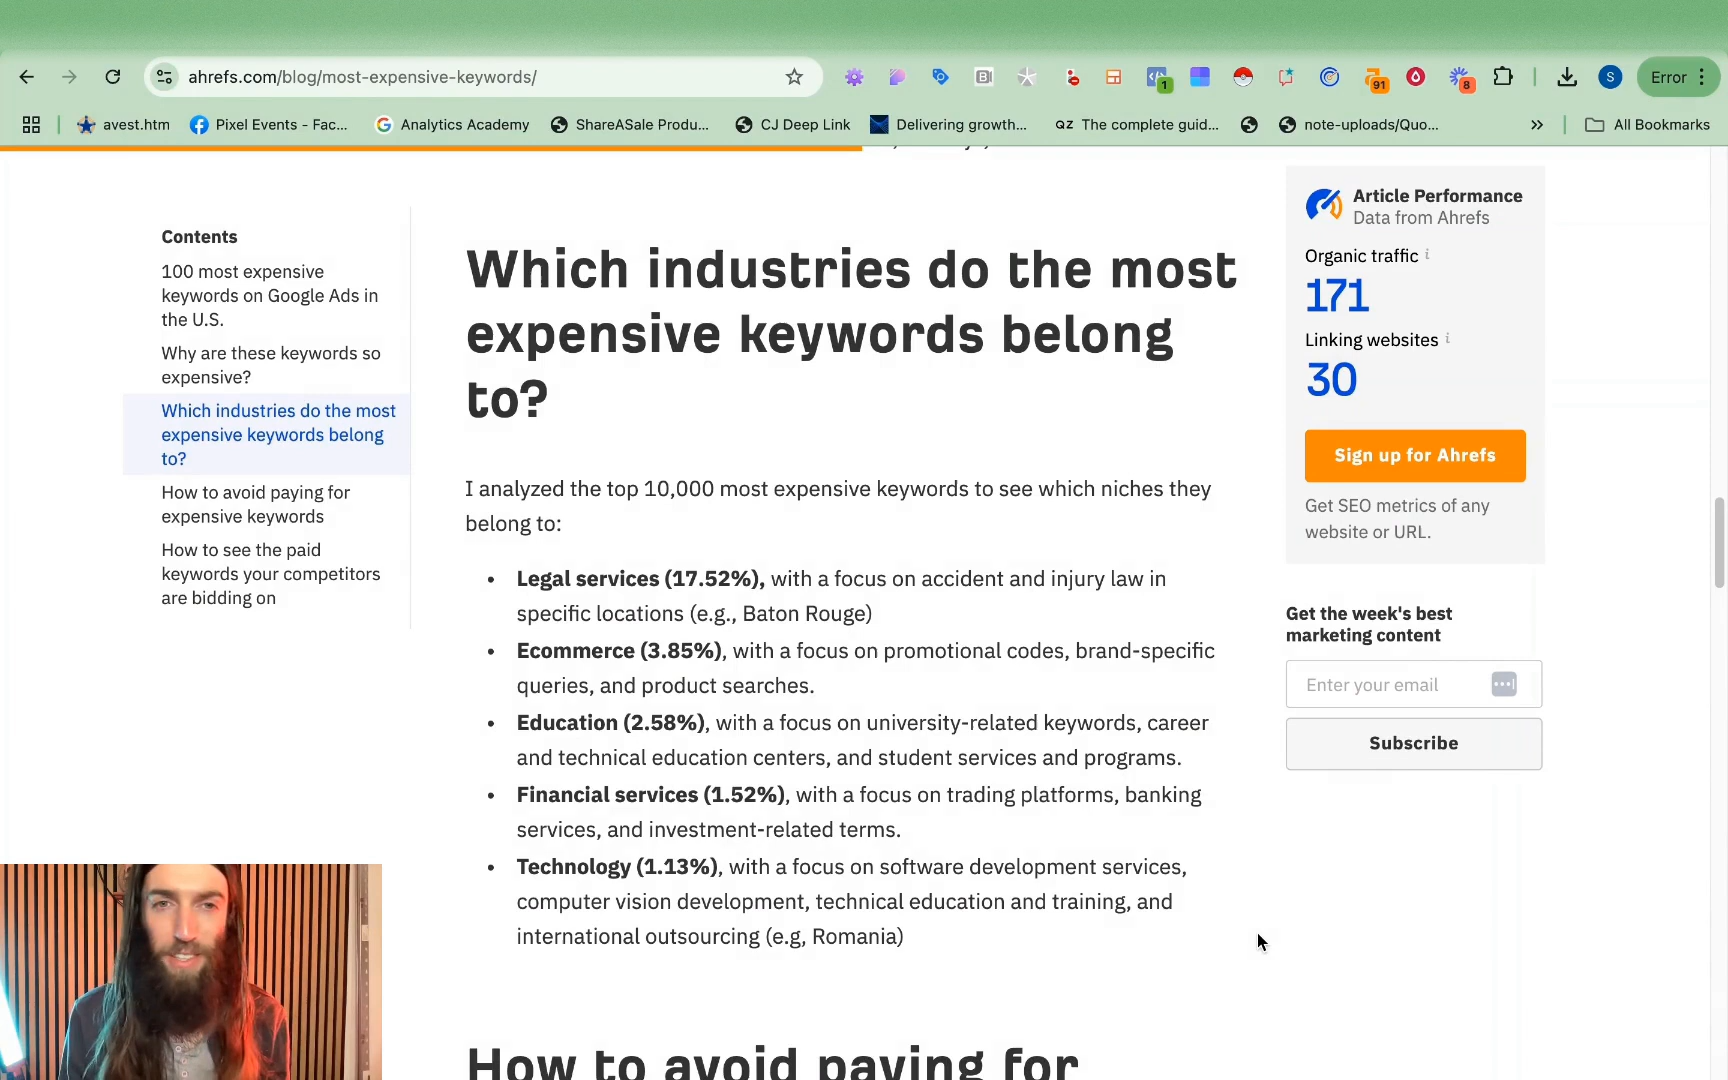 ahrefs.com/blog/most-expensive-keywords/
1
91
8
S
Error
avest.htm
Pixel Events - Fac...
Analytics Academy
ShareASale Produ...
CJ Deep Link
Delivering growth...
QZ The complete guid...
note-uploads/Quo...
»
All Bookmarks
Contents
100 most expensive
keywords on Google Ads in
the U.S.
Why are these keywords so
expensive?
Which industries do the most
expensive keywords belong
to?
How to avoid paying for
expensive keywords
How to see the paid
keywords your competitors
are bidding on
Which industries do the most
expensive keywords belong
to?
I analyzed the top 10,000 most expensive keywords to see which niches they
belong to:
• Legal services (17.52%), with a focus on accident and injury law in
specific locations (e.g., Baton Rouge)
• Ecommerce (3.85%), with a focus on promotional codes, brand-specific
queries, and product searches.
• Education (2.58%), with a focus on university-related keywords, career
and technical education centers, and student services and programs.
• Financial services (1.52%), with a focus on trading platforms, banking
services, and investment-related terms.
• Technology (1.13%), with a focus on software development services,
computer vision development, technical education and training, and
international outsourcing (e.g, Romania)
How to avoid paying for
Article Performance
Data from Ahrefs
Organic traffic i
171
Linking websites i
30
Sign up for Ahrefs
Get SEO metrics of any
website or URL.
Get the week's best
marketing content
Enter your email
Subscribe